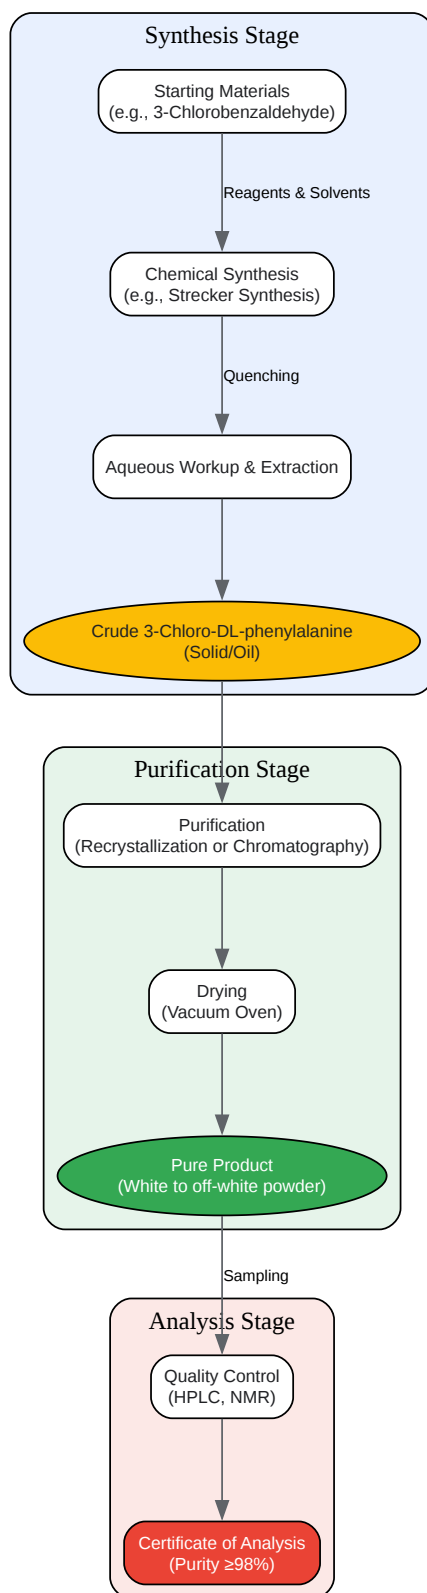 Synthesis Stage
Starting Materials
(e.g., 3-Chlorobenzaldehyde)
Reagents & Solvents
Chemical Synthesis
(e.g., Strecker Synthesis)
Quenching
Aqueous Workup & Extraction
Crude 3-Chloro-DL-phenylalanine
(Solid/Oil)
Purification Stage
Purification
(Recrystallization or Chromatography)
Drying
(Vacuum Oven)
Pure Product
(White to off-white powder)
Sampling
Analysis Stage
Quality Control
(HPLC, NMR)
Certificate of Analysis
(Purity ≥98%)